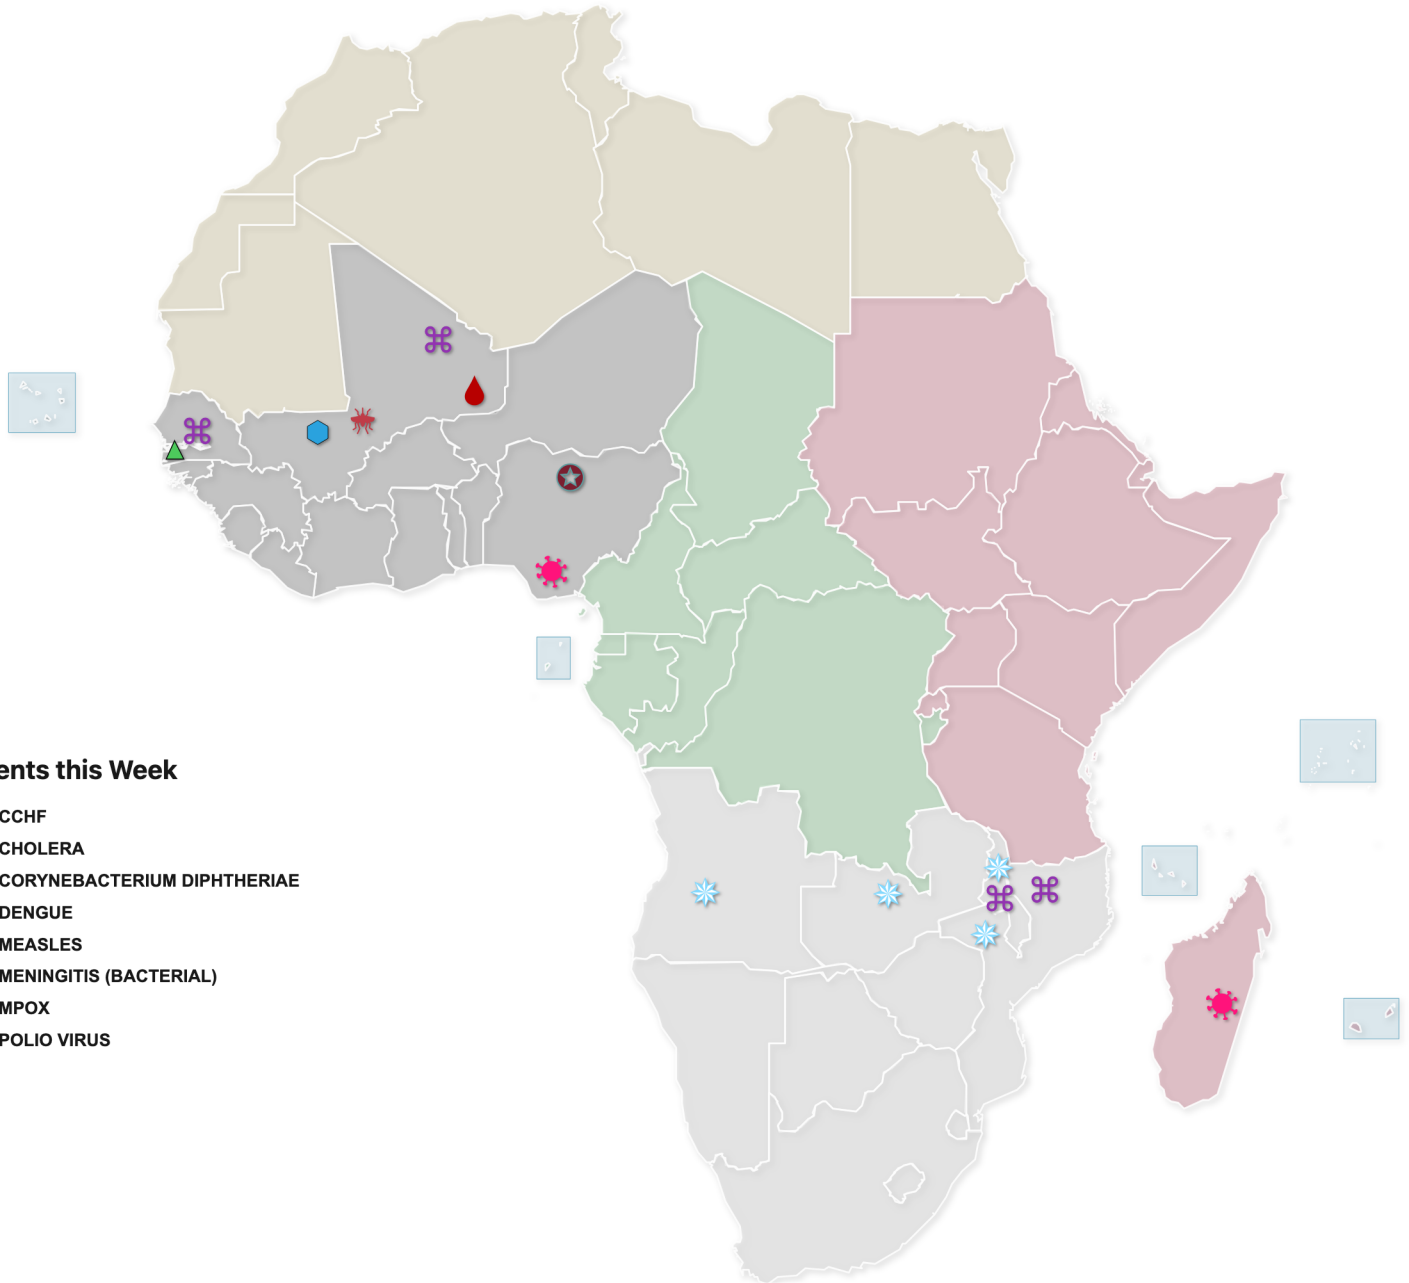 ents this Week
CCHF
CHOLERA
CORYNEBACTERIUM DIPHTHERIAE
DENGUE
MEASLES
MENINGITIS (BACTERIAL)
MPOX
POLIO VIRUS